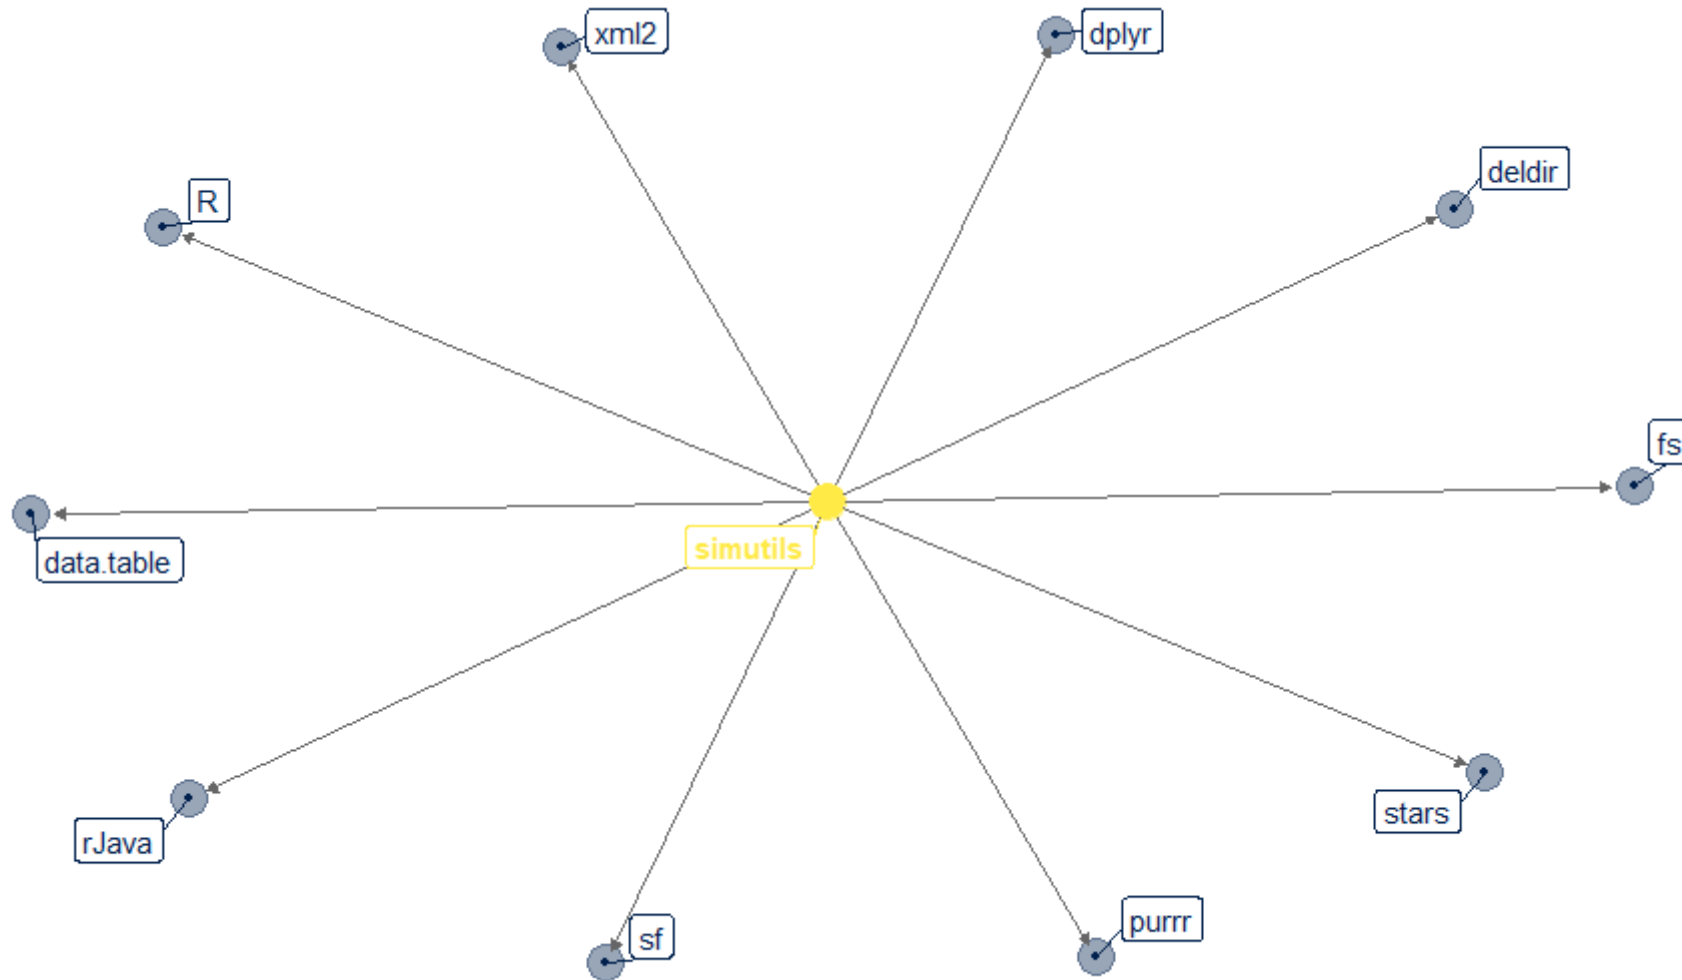 xml2
dplyr
deldir
R
fs
simutils
data.table
stars
rJava
purrr
sf